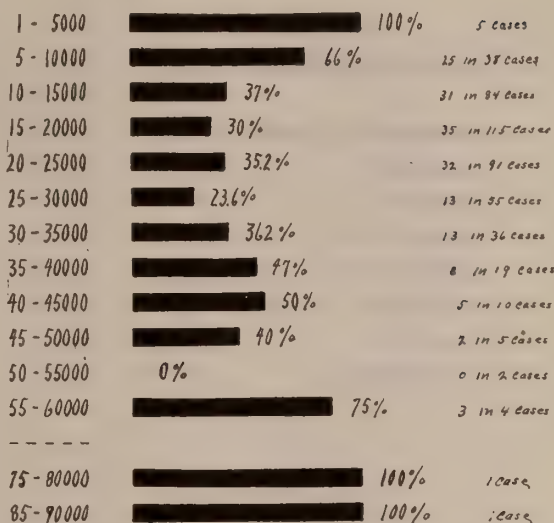 1 - 5000 100% 5 cases
5 - 10000 66% 25 in 38 cases
10 - 15000 37% 31 in 84 cases
15 - 20000 30% 35 in 115 cases
20 - 25000 35.2% 32 in 91 cases
25 - 30000 23.6% 13 in 55 cases
30 - 35000 36.2% 13 in 36 cases
35 - 40000 47% in 19 cases
40 - 45000 50% 5 in 10 cases
45 - 50000 40% 2 in 5 cases
50 - 55000 0% 0 in 2 cases
55 - 60000 75% 3 in 4 cases
- - - - -
75 - 80000 100% 1 case
85 - 90000 100% 1 case